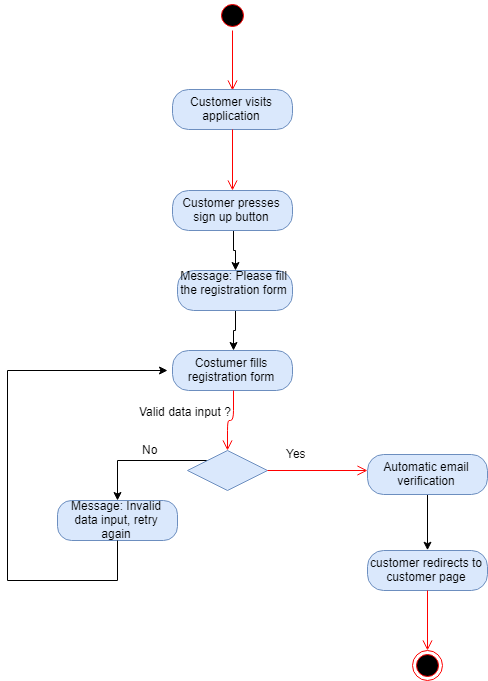 Customer visits
application
Customer presses
sign up button
Message: Please fill
the registration form
Costumer fills
registration form
Valid data input ?
No
Yes
Automatic email
verification
Message: Invalid
data input, retry
again
customer redirects to
customer page